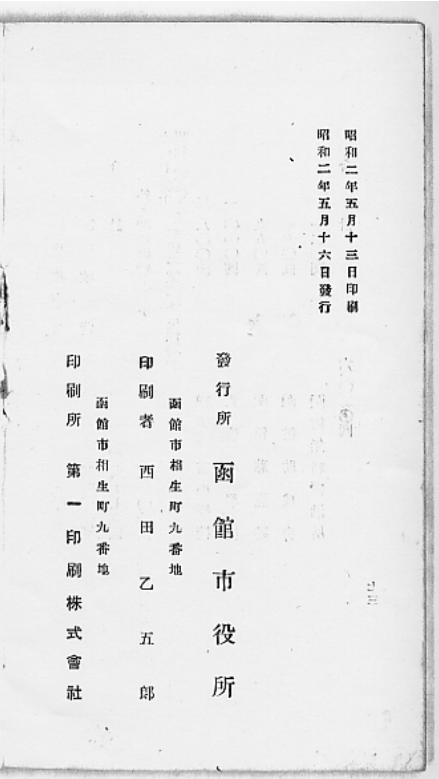 昭和二年五月十三日印刷
昭和二年五月十六日發行
發行所 函館市役所
函館市相生町九番地
印刷者 西田乙五郎
函館市相生町九番地
印刷所 第一印刷株式會社